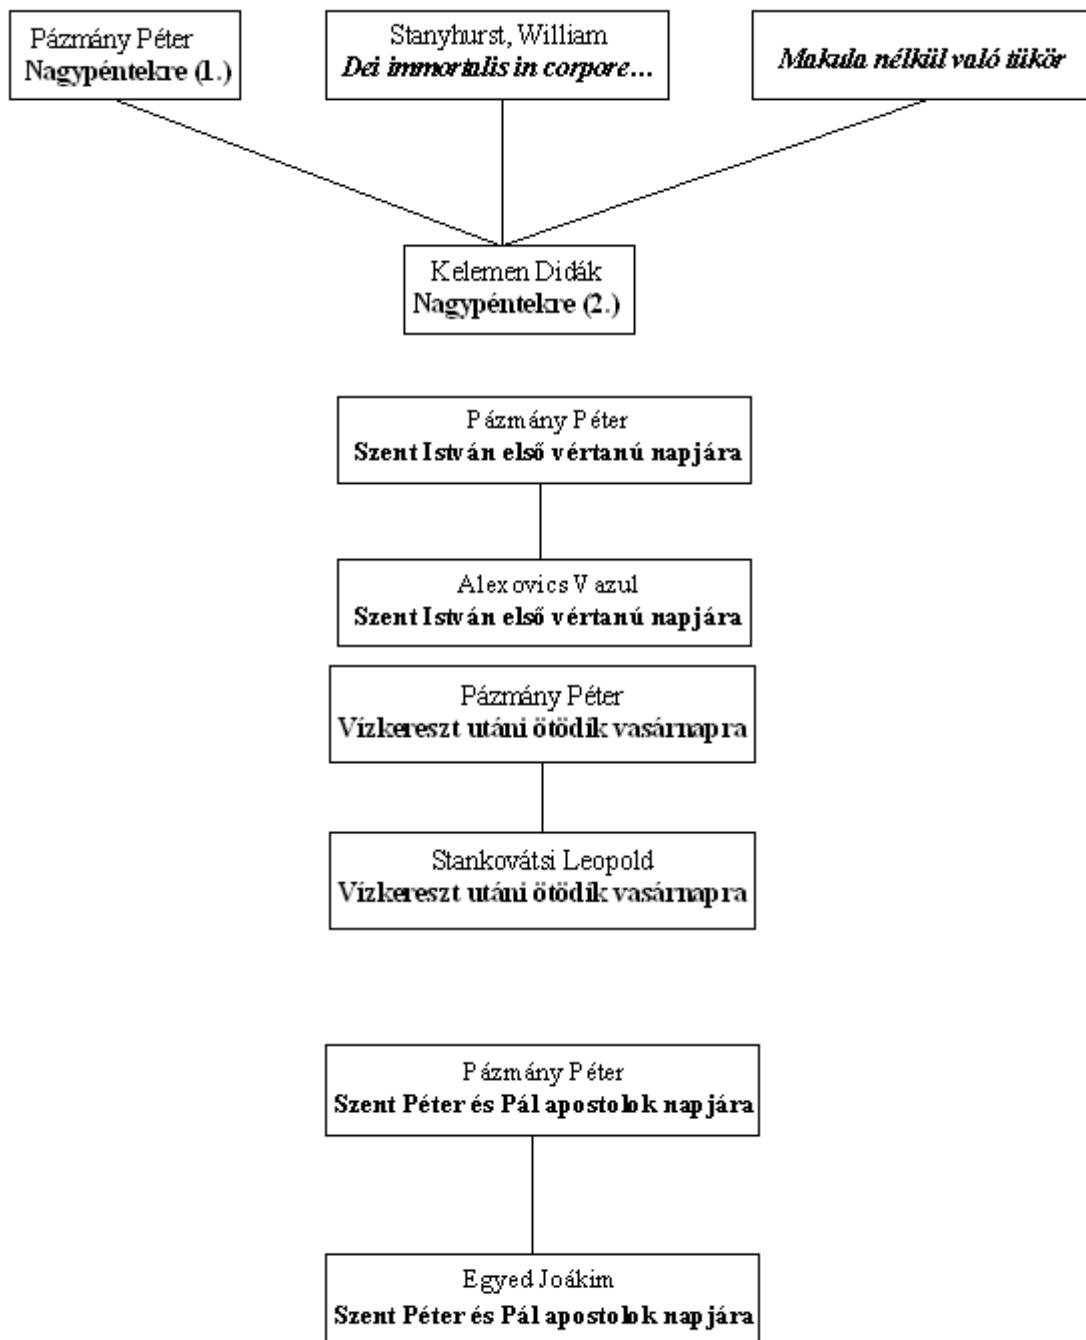 Pázmány Péter
Nagypéntekre (1.)
Stanyhurst, William
Dei immortalis in corpore...
Makula nélkül való tükör
Kelemen Didák
Nagypéntekre (2.)
Pázmány Péter
Szent István első vértanú napjára
Alexovics Vazul
Szent István első vértanú napjára
Pázmány Péter
Vízkereszt utáni ötödik vasárnapra
Stankovátsi Leopold
Vízkereszt utáni ötödik vasárnapra
Pázmány Péter
Szent Péter és Pál apostolok napjára
Egyed Joákim
Szent Péter és Pál apostolok napjára